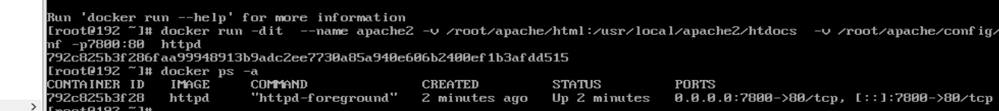 Run 'docker run --help' for more information
[root@192 ~]# docker run -dit  --name apache2 -v /root/apache/html:/usr/local/apache2/htdocs  -v /root/apache/config/
nf -p7800:80  httpd
792c825b3f286faa99948913b9adc2ee7730a85a940e606b2400ef1b3afdd515
[root@192 ~]# docker ps -a
CONTAINER ID   IMAGE     COMMAND              CREATED         STATUS         PORTS
792c825b3f28   httpd     "httpd-foreground"   2 minutes ago   Up 2 minutes   0.0.0.0:7800->80/tcp, [::]:7800->80/tcp
[root@192 ~]#